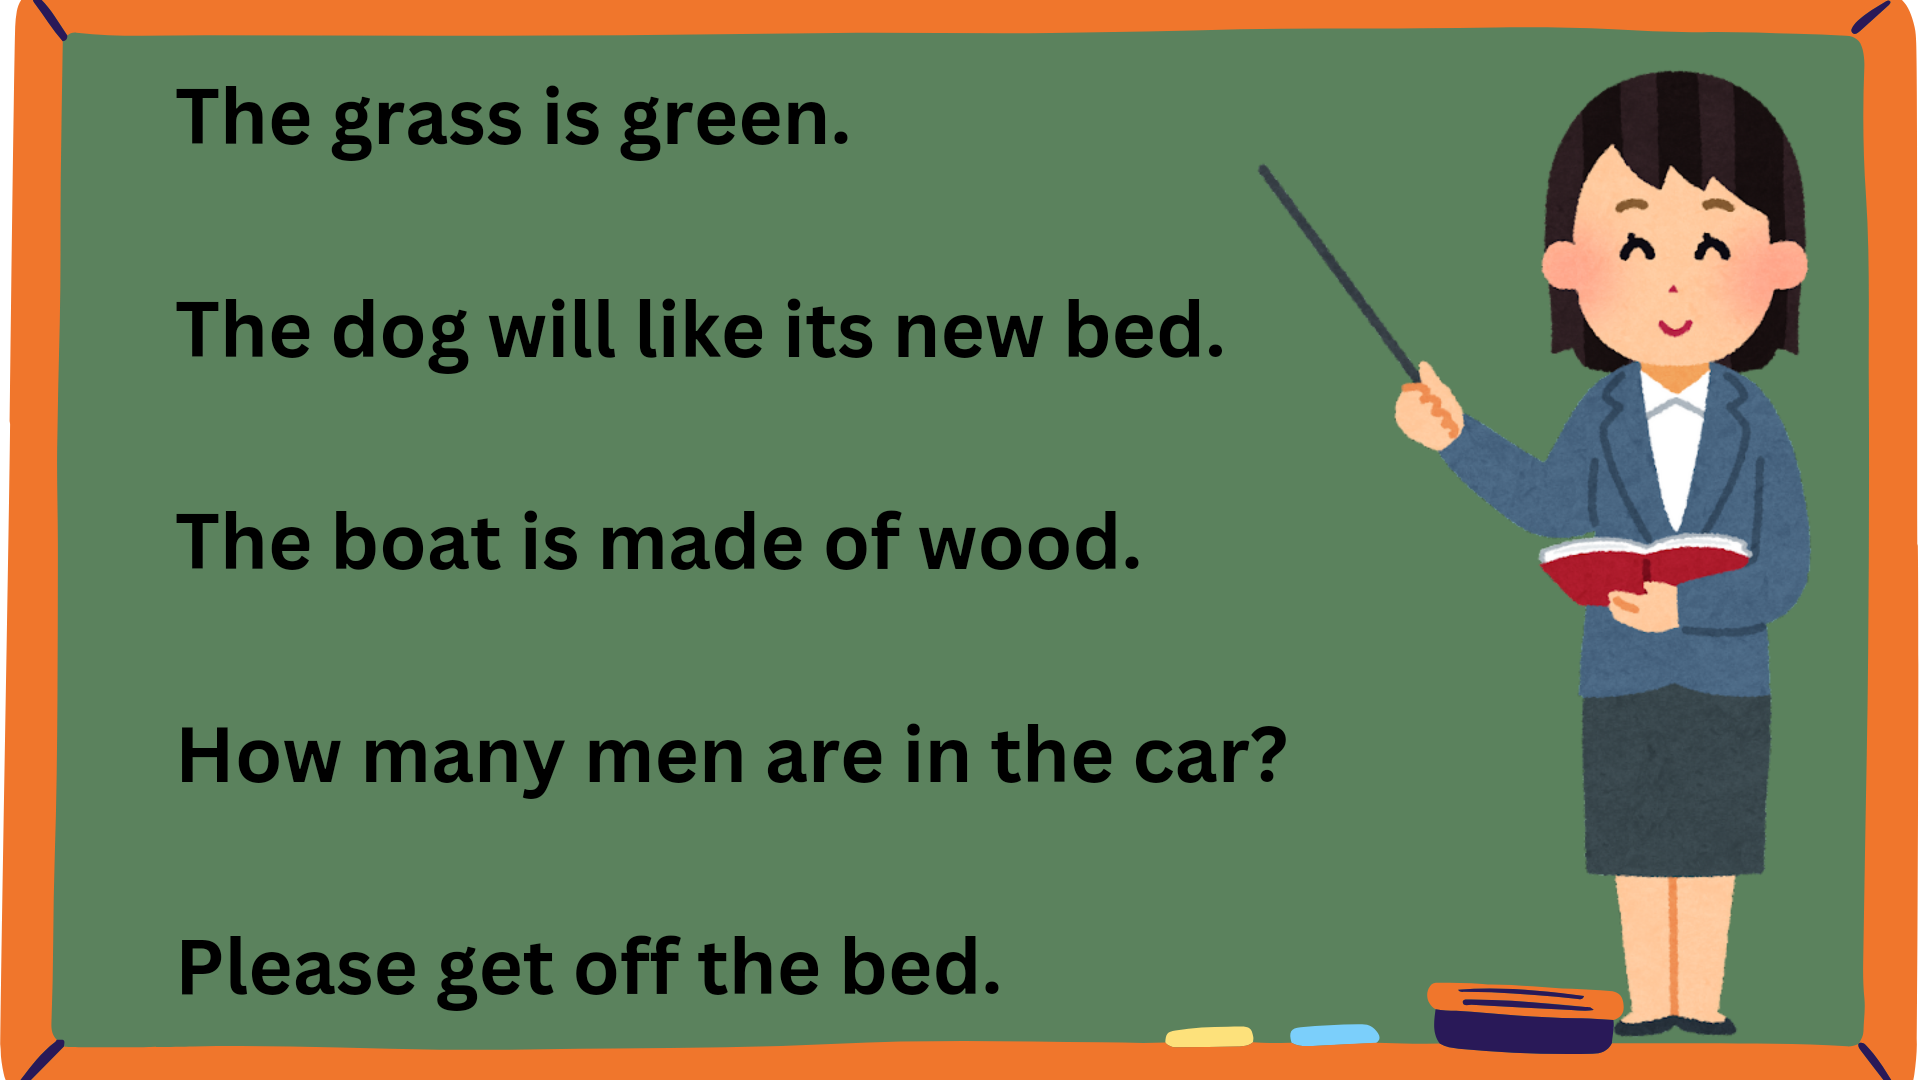 The grass is green.
The dog will like its new bed.
The boat is made of wood.
How many men are in the car?
Please get off the bed.